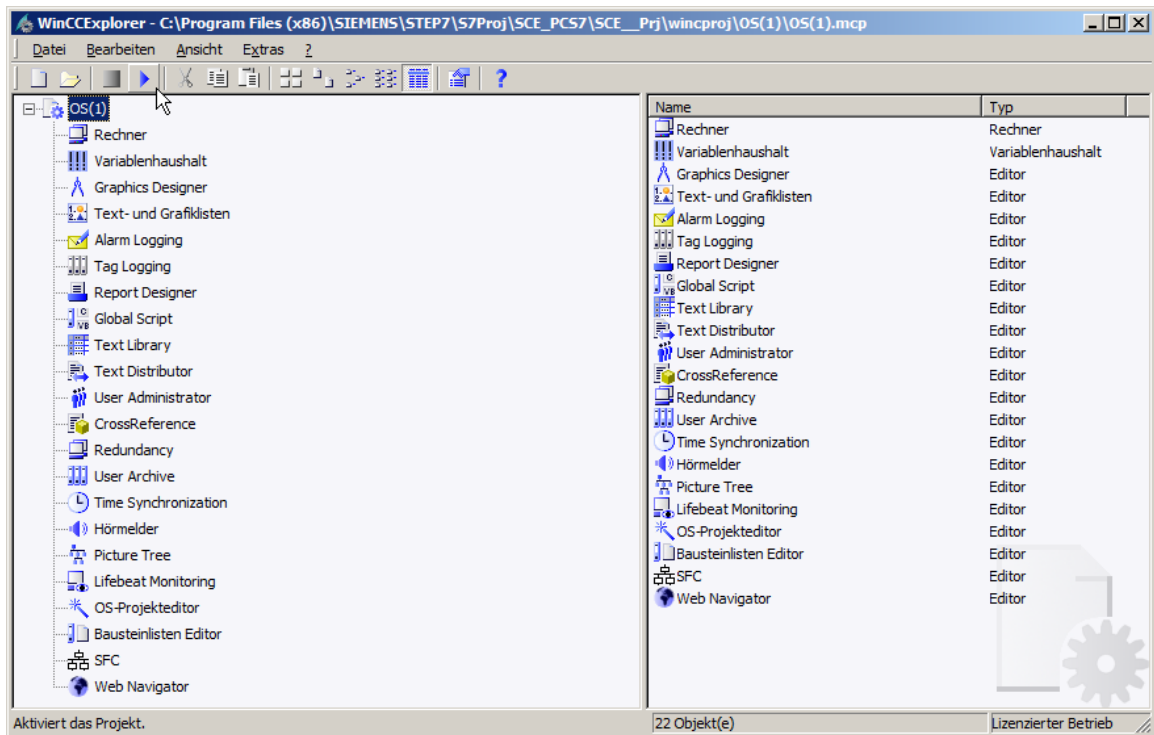 WinCCExplorer - C:\Program Files (x86)\SIEMENS\STEP7\S7Proj\SCE_PCS7\SCE__Prj\wincproj\OS(1)\OS(1).mcp
Datei Bearbeiten Ansicht Extras ?
OS(1)
Rechner
Variablenhaushalt
Graphics Designer
Text- und Grafiklisten
Alarm Logging
Tag Logging
Report Designer
Global Script
Text Library
Text Distributor
User Administrator
CrossReference
Redundancy
User Archive
Time Synchronization
Hörmelder
Picture Tree
Lifebeat Monitoring
OS-Projekteditor
Bausteinlisten Editor
SFC
Web Navigator
Name Typ
Rechner Rechner
Variablenhaushalt Variablenhaushalt
Graphics Designer Editor
Text- und Grafiklisten Editor
Alarm Logging Editor
Tag Logging Editor
Report Designer Editor
Global Script Editor
Text Library Editor
Text Distributor Editor
User Administrator Editor
CrossReference Editor
Redundancy Editor
User Archive Editor
Time Synchronization Editor
Hörmelder Editor
Picture Tree Editor
Lifebeat Monitoring Editor
OS-Projekteditor Editor
Bausteinlisten Editor Editor
SFC Editor
Web Navigator Editor
Aktiviert das Projekt. 22 Objekt(e) Lizenzierter Betrieb